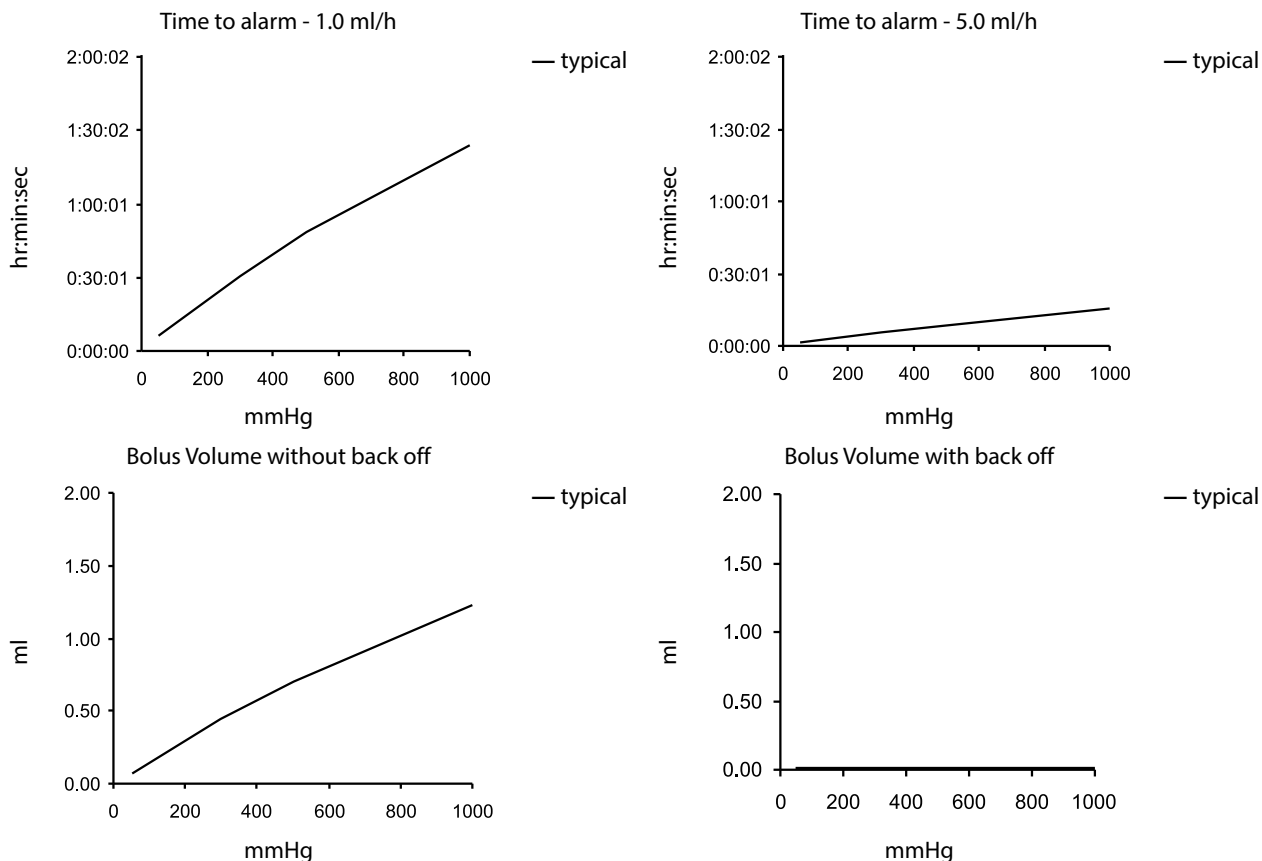 Time to alarm - 1.0 ml/h
— typical
2:00:02
1:30:02
1:00:01
0:30:01
0:00:00
hr:min:sec
0 200 400 600 800 1000
mmHg
Time to alarm - 5.0 ml/h
— typical
2:00:02
1:30:02
1:00:01
0:30:01
0:00:00
hr:min:sec
0 200 400 600 800 1000
mmHg
Bolus Volume without back off
— typical
2.00
1.50
1.00
0.50
0.00
ml
0 200 400 600 800 1000
mmHg
Bolus Volume with back off
— typical
2.00
1.50
1.00
0.50
0.00
ml
0 200 400 600 800 1000
mmHg